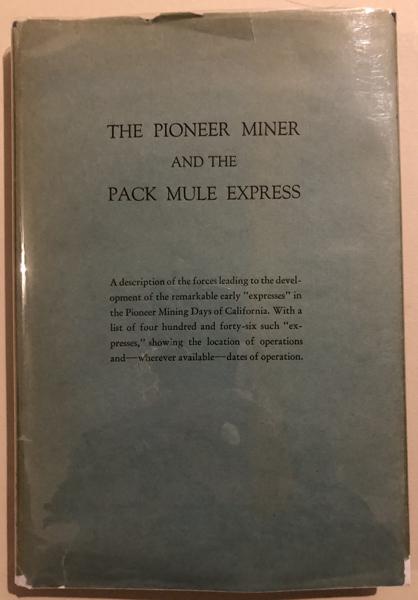 THE PIONEER MINER
AND THE
PACK MULE EXPRESS
A description of the forces leading to the devel-
opment of the remarkable early "expresses" in
the Pioneer Mining Days of California. With a
list of four hundred and forty-six such "ex-
presses," showing the location of operations
and—wherever available—dates of operation.